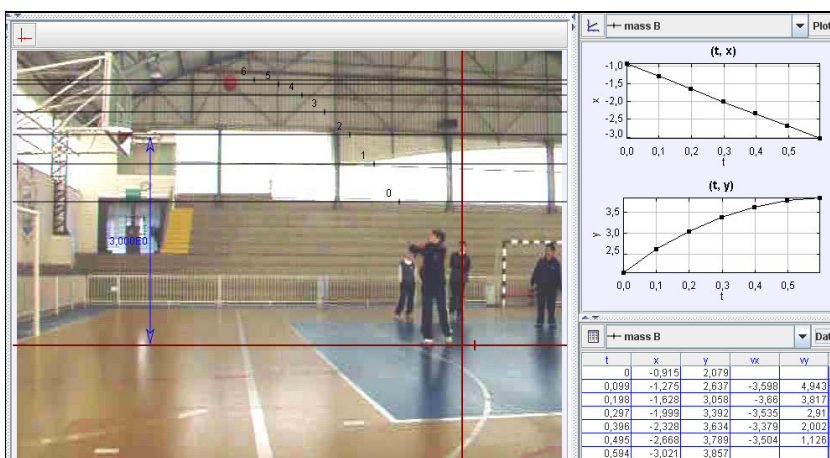 mass B
Plot
(t, x)
-1,0
-1,5
-2,0
-2,5
-3,0
x
0,0 0,1 0,2 0,3 0,4 0,5
t
(t, y)
3,5
3,0
2,5
y
0,0 0,1 0,2 0,3 0,4 0,5
t
6
5
4
3
2
1
0
3,000E0
mass B
Dat
t x y vx vy
0 -0,915 2,079
0,099 -1,275 2,637 -3,598 4,943
0,198 -1,628 3,058 -3,66 3,817
0,297 -1,999 3,392 -3,535 2,91
0,396 -2,328 3,634 -3,379 2,002
0,495 -2,668 3,789 -3,504 1,126
0,594 -3,021 3,857